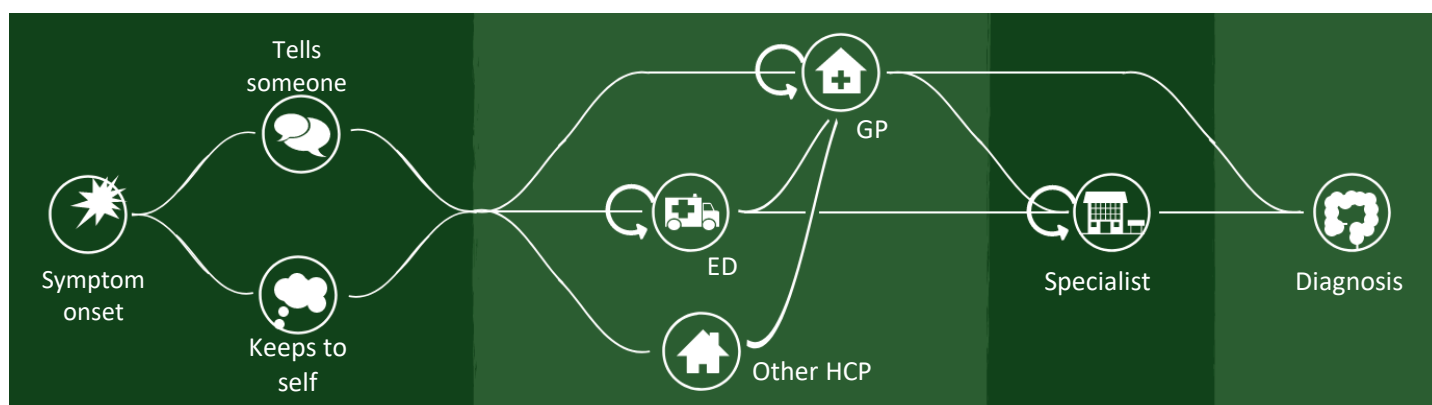 Tells
someone
Symptom
onset
Keeps to
self
GP
ED
Other HCP
Specialist
Diagnosis